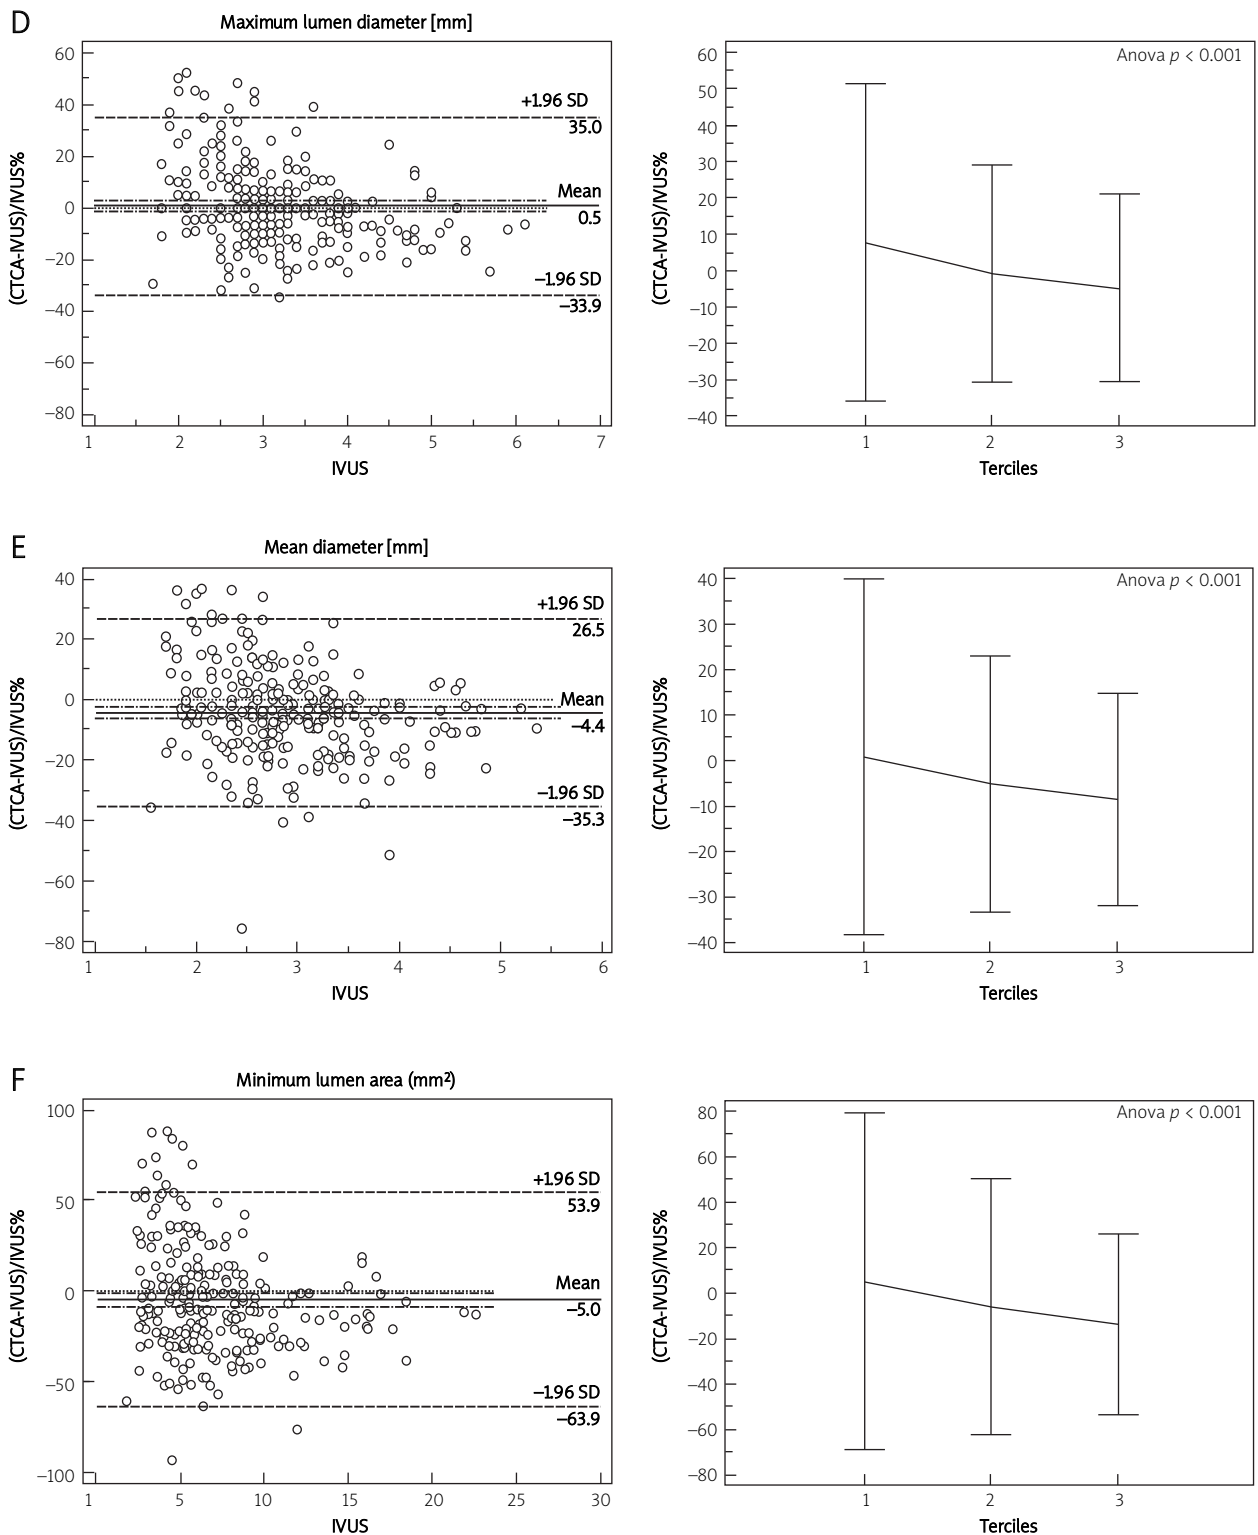 D
Maximum lumen diameter [mm]
(CTCA-IVUS)/IVUS%
60
40
20
0
−20
−40
−60
−80
+1.96 SD
35.0
Mean
0.5
−1.96 SD
−33.9
1 2 3 4 5 6 7
IVUS
(CTCA-IVUS)/IVUS%
Anova p < 0.001
60
50
40
30
20
10
0
−10
−20
−30
−40
1 2 3
Terciles
E
Mean diameter [mm]
(CTCA-IVUS)/IVUS%
40
20
0
−20
−40
−60
−80
+1.96 SD
26.5
Mean
−4.4
−1.96 SD
−35.3
1 2 3 4 5 6
IVUS
(CTCA-IVUS)/IVUS%
Anova p < 0.001
40
30
20
10
0
−10
−20
−30
−40
1 2 3
Terciles
F
Minimum lumen area (mm²)
(CTCA-IVUS)/IVUS%
100
50
0
−50
−100
+1.96 SD
53.9
Mean
−5.0
−1.96 SD
−63.9
1 5 10 15 20 25 30
IVUS
(CTCA-IVUS)/IVUS%
Anova p < 0.001
80
60
40
20
0
−20
−40
−60
−80
1 2 3
Terciles